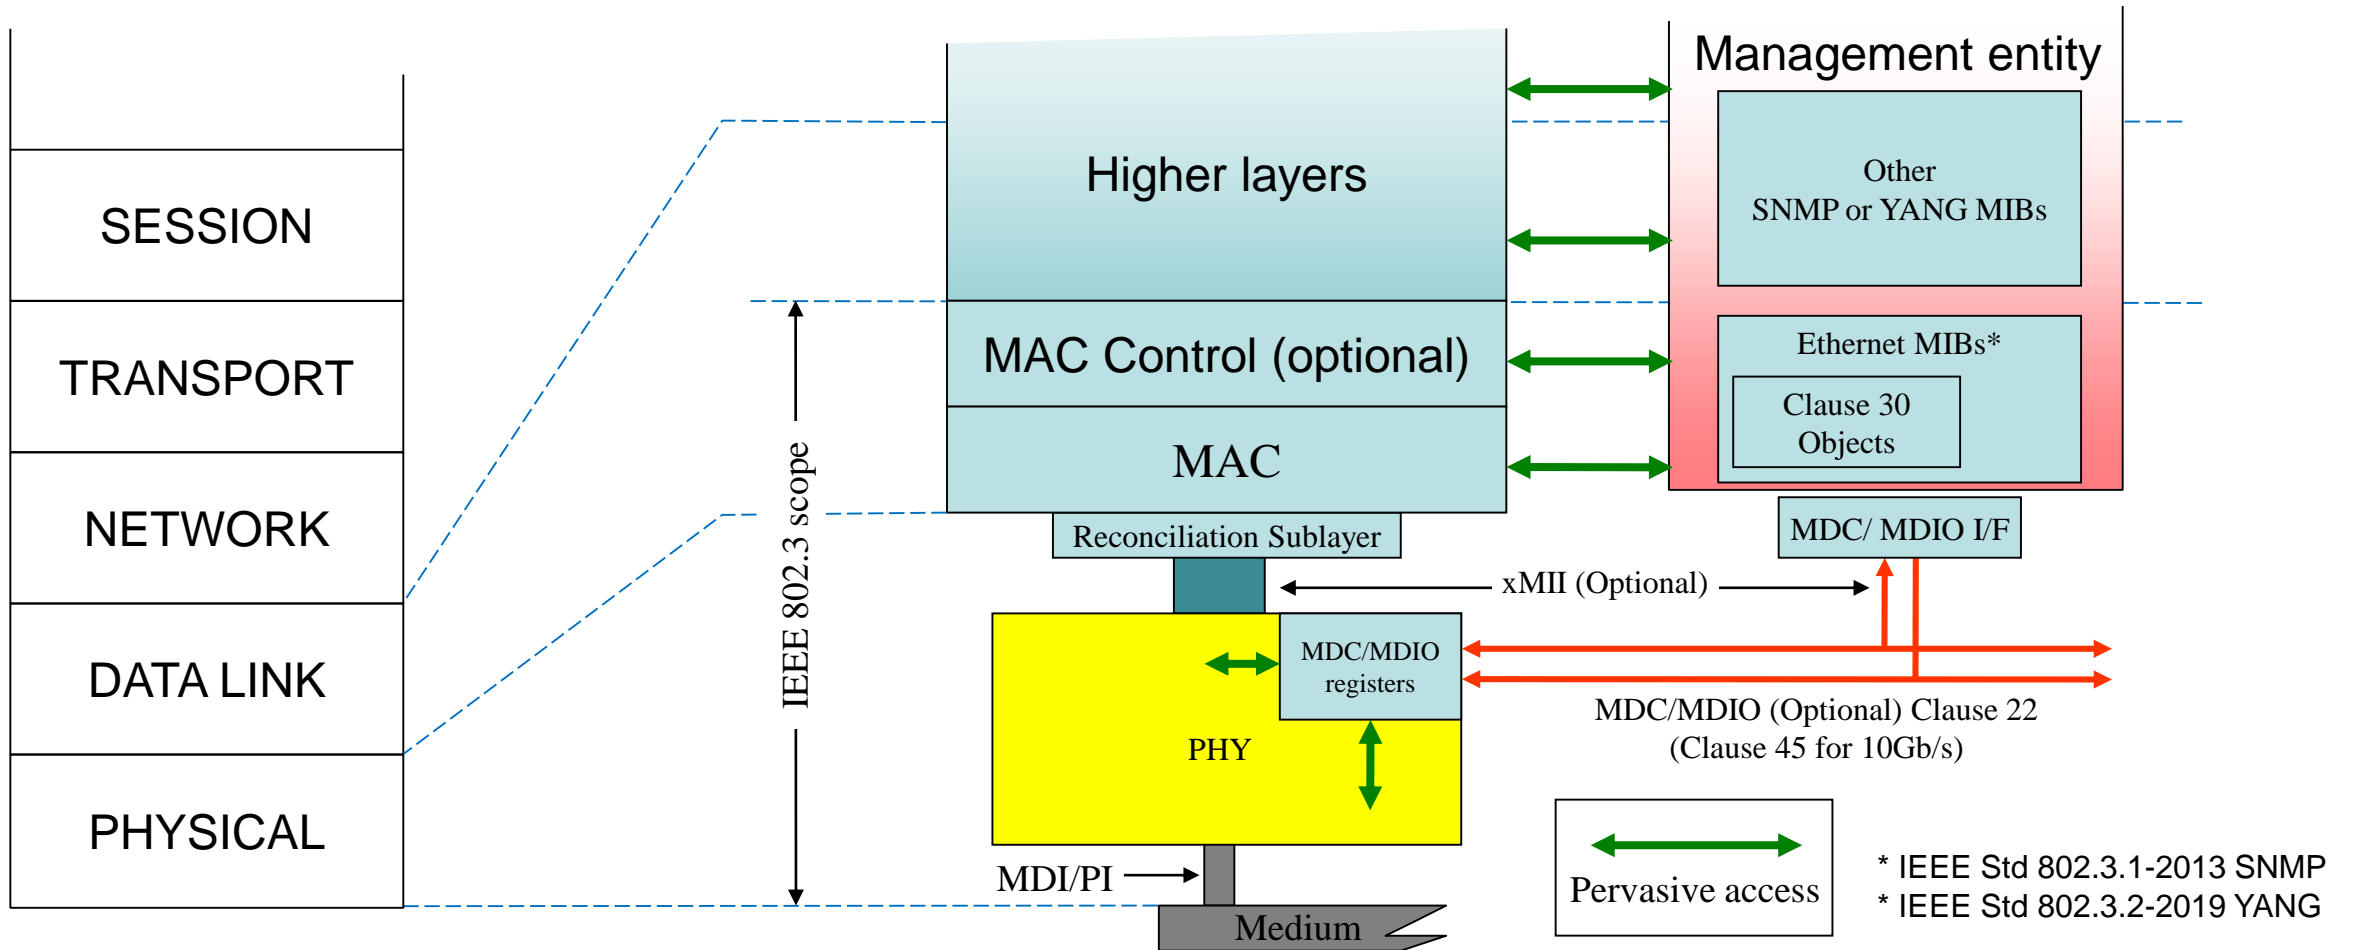 SESSION
TRANSPORT
NETWORK
DATA LINK
PHYSICAL
IEEE 802.3 scope
Higher layers
MAC Control (optional)
MAC
Reconciliation Sublayer
xMII (Optional)
MDC/MDIO
registers
PHY
MDI/PI
Medium
Management entity
Other
SNMP or YANG MIBs
Ethernet MIBs*
Clause 30
Objects
MDC/ MDIO I/F
MDC/MDIO (Optional) Clause 22
(Clause 45 for 10Gb/s)
Pervasive access
* IEEE Std 802.3.1-2013 SNMP
* IEEE Std 802.3.2-2019 YANG